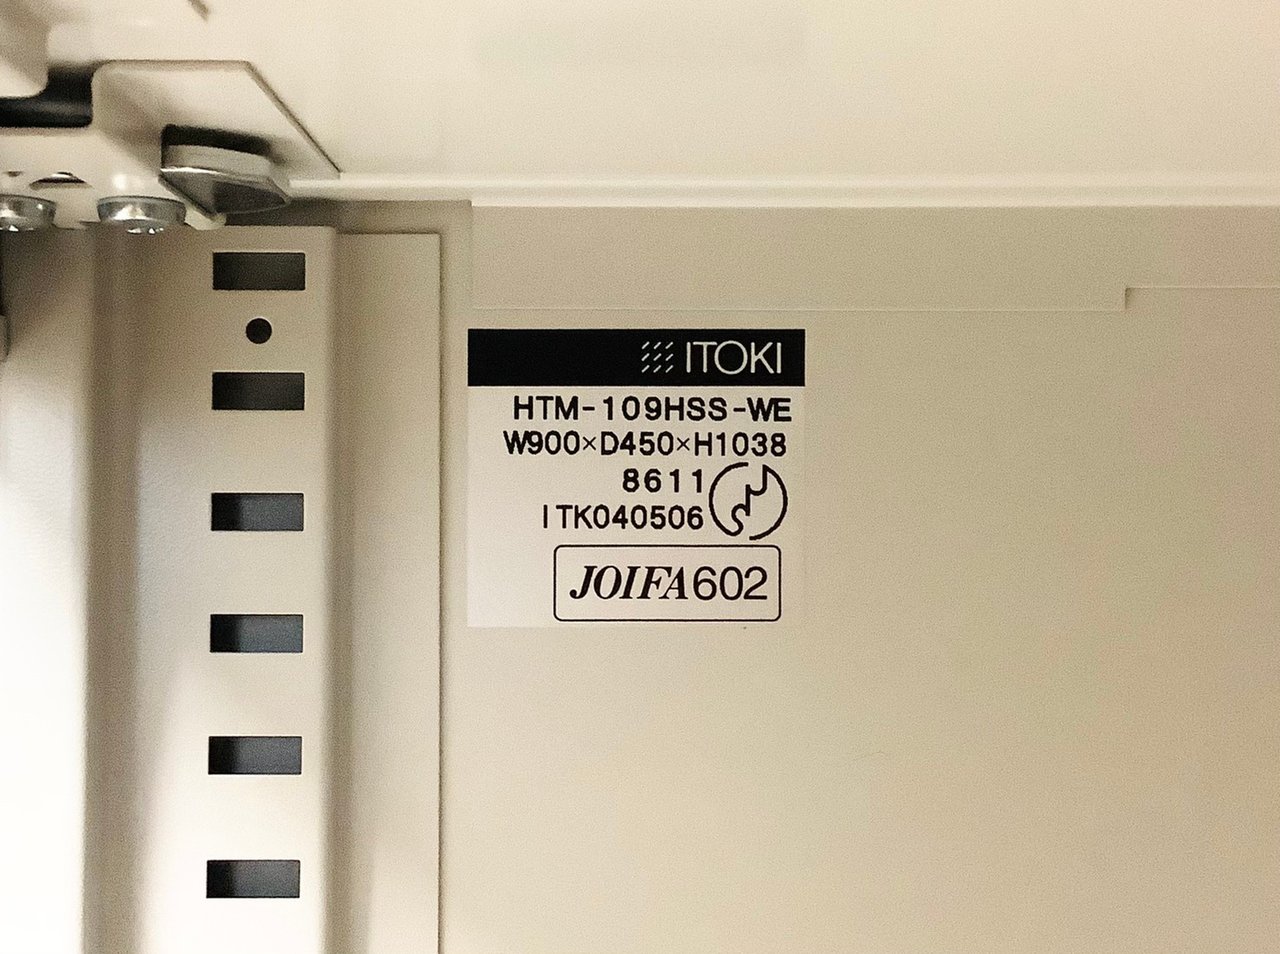 ITOKI
HTM-109HSS-WE
W900×D450×H1038
8611
ITK040506
JOIFA602